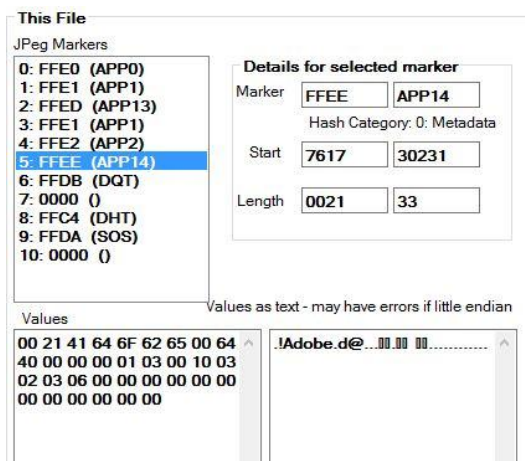 This File
JPeg Markers
0: FFE0 (APP0)
1: FFE1 (APP1)
2: FFED (APP13)
3: FFE1 (APP1)
4: FFE2 (APP2)
5: FFEE (APP14)
6: FFDB (DQT)
7: 0000 ()
8: FFC4 (DHT)
9: FFDA (SOS)
10: 0000 ()
Details for selected marker
Marker FFEE APP14
Hash Category: 0: Metadata
Start 7617 30231
Length 0021 33
Values
00 21 41 64 6F 62 65 00 64
40 00 00 00 01 03 00 10 03
02 03 06 00 00 00 00 00 00
00 00 00 00 00 00
Values as text - may have errors if little endian
.!Adobe.d@...